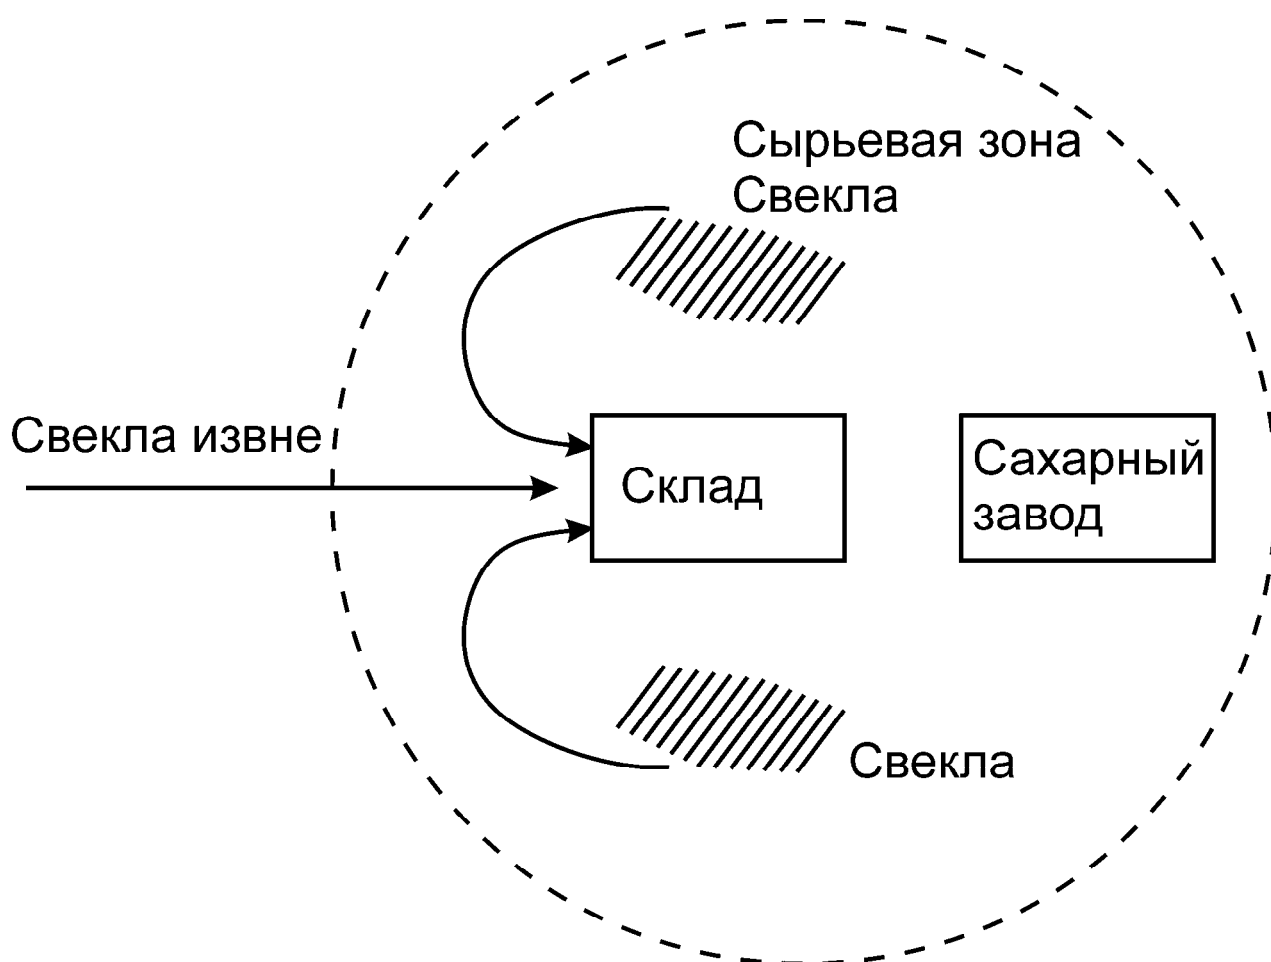 Сырьевая зона
Свекла
Свекла извне
Склад
Сахарный
завод
Свекла